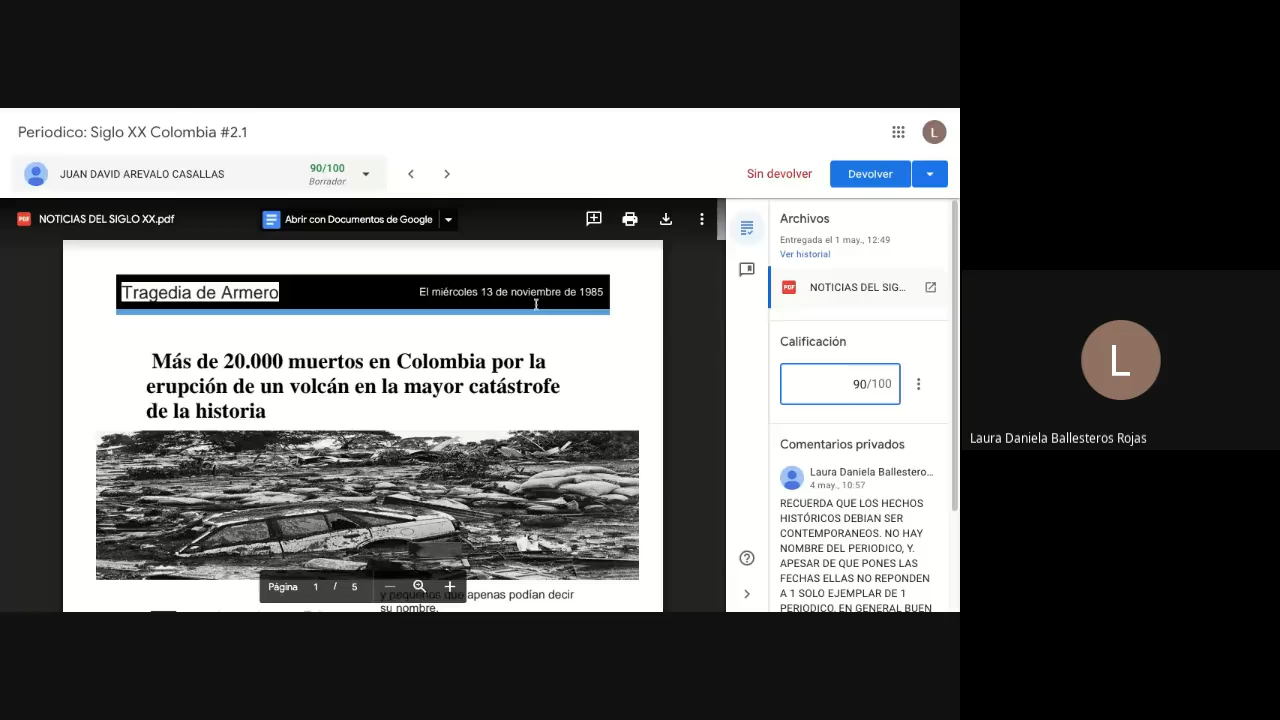 Periodico: Siglo XX Colombia #2.1
L
JUAN DAVID AREVALO CASALLAS
90/100
Borrador
Sin devolver
Devolver
PDF
NOTICIAS DEL SIGLO XX.pdf
Abrir con Documentos de Google
Tragedia de Armero
El miércoles 13 de noviembre de 1985
Más de 20.000 muertos en Colombia por la
erupción de un volcán en la mayor catástrofe
de la historia
Página 1 / 5
y pequeños que apenas podían decir
su nombre.
Archivos
Entregada el 1 may., 12:49
Ver historial
PDF
NOTICIAS DEL SIG...
Calificación
90/100
Comentarios privados
Laura Daniela Ballestero...
4 may., 10:57
RECUERDA QUE LOS HECHOS
HISTÓRICOS DEBIAN SER
CONTEMPORANEOS. NO HAY
NOMBRE DEL PERIODICO, Y.
APESAR DE QUE PONES LAS
FECHAS ELLAS NO REPONDEN
A 1 SOLO EJEMPLAR DE 1
PERIODICO. EN GENERAL BUEN
L
Laura Daniela Ballesteros Rojas